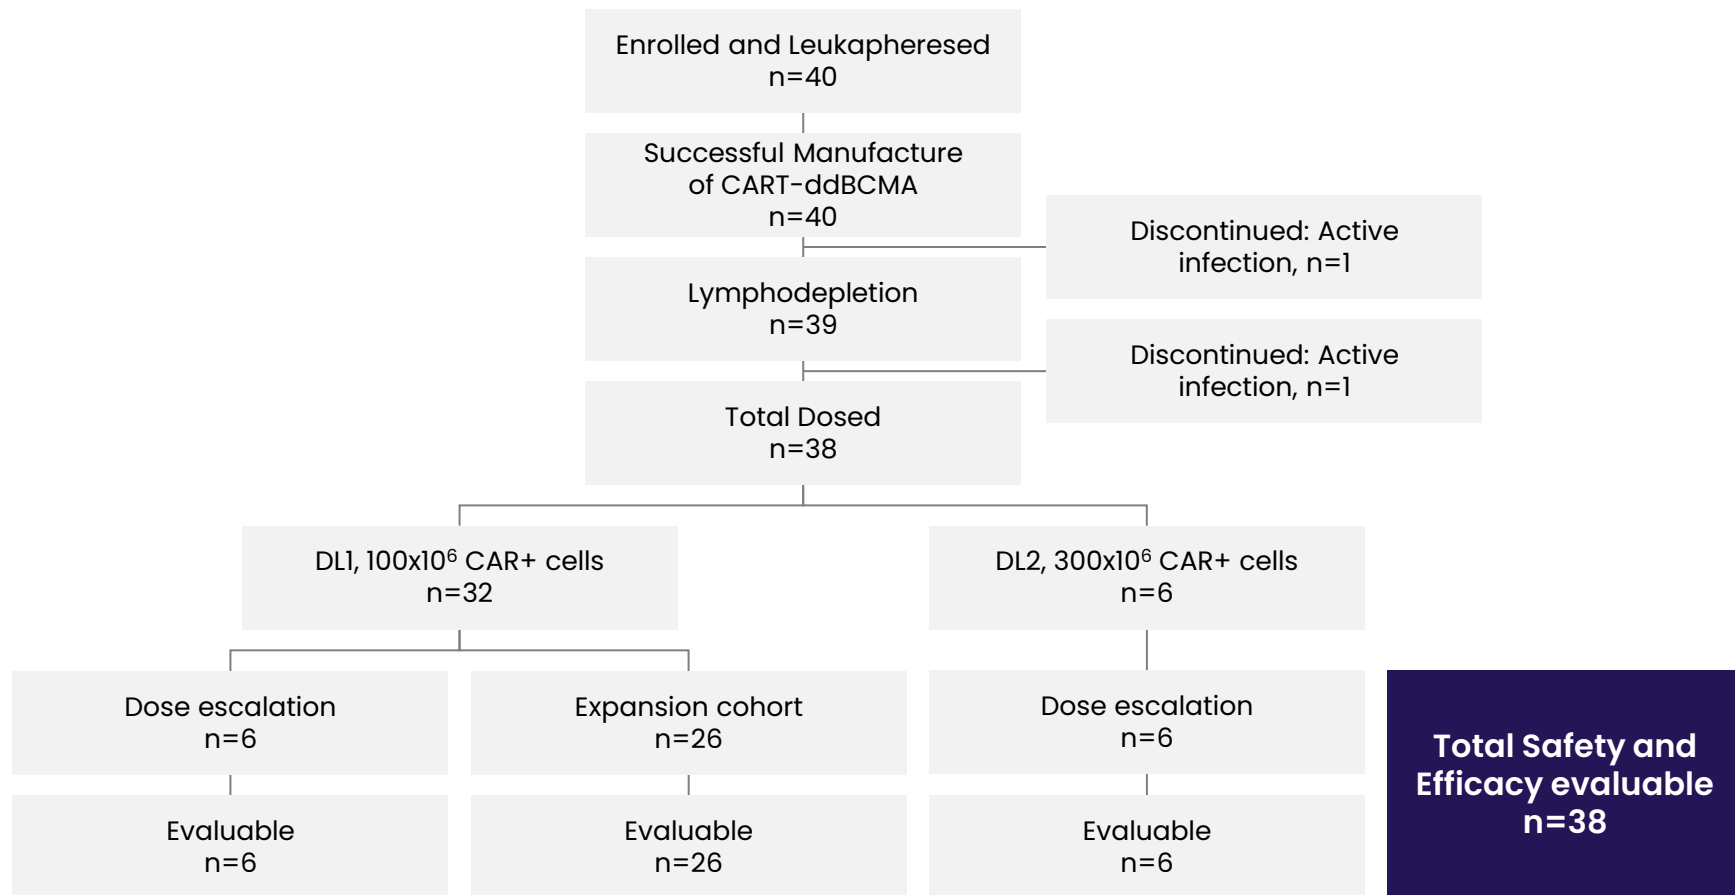 Enrolled and Leukapheresed
n=40
Successful Manufacture
of CART-ddBCMA
n=40
Discontinued: Active
infection, n=1
Lymphodepletion
n=39
Discontinued: Active
infection, n=1
Total Dosed
n=38
DL1, 100x10⁶ CAR+ cells
n=32
DL2, 300x10⁶ CAR+ cells
n=6
Dose escalation
n=6
Expansion cohort
n=26
Dose escalation
n=6
Evaluable
n=6
Evaluable
n=26
Evaluable
n=6
Total Safety and
Efficacy evaluable
n=38